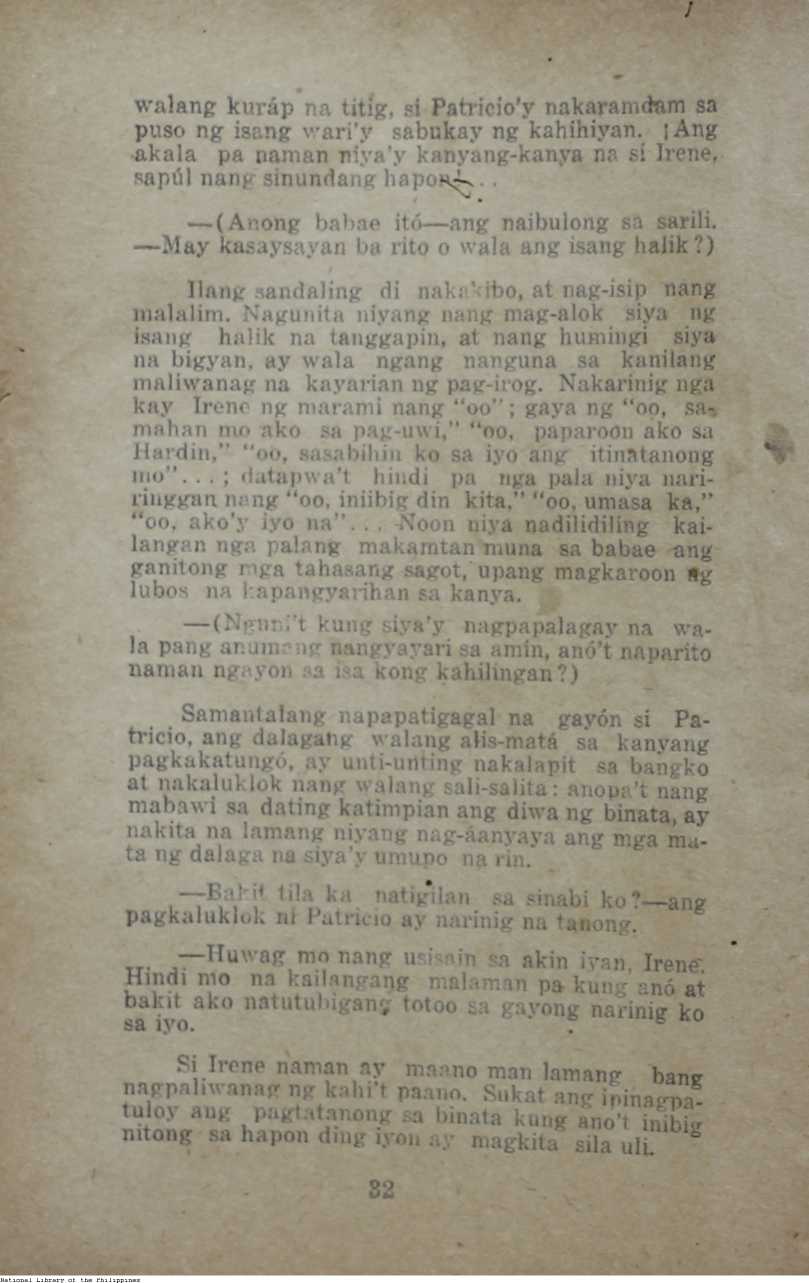 walang kuráp na titíg, si Patricio'y nakaramdam sa
puso ng isang wari'y sabukay ng kahihiyan. ¡Ang
akala pa naman niya'y kanyang-kanya na si Irene,
sapúl nang sinundang hapon!...
—(Anong babae itó—ang naibulong sa sarili.
—May kasaysayan ba rito o wala ang isang halik?)
Ilang sandaling di nakakibo, at nag-isip nang
malalim. Nagunita niyang nang mag-alok siya ng
isang halik na tanggapin, at nang humingi siya
na bigyan, ay wala ngang nanguna sa kanilang
maliwanag na kayarian ng pag-irog. Nakarinig nga
kay Irene ng marami nang "oo"; gaya ng "oo, sa-
mahan mo ako sa pag-uwi," "oo, paparoon ako sa
Hardin," "oo, sasabihin ko sa iyo ang itinatanong
mo"...; datapwa't hindi pa nga pala niya nari-
ringgan nang "oo, iniibig din kita," "oo, umasa ka,"
"oo, ako'y iyo na"... Noon niya nadilidiling kai-
langan nga palang makamtan muna sa babae ang
ganitong mga tahasang sagot, upang magkaroon ng
lubos na kapangyarihan sa kanya.
—(Nguni't kung siya'y nagpapalagay na wa-
la pang anumang nangyayari sa amin, anó't naparito
naman ngayon sa isa kong kahilingan?)
Samantalang napapatigagal na gayón si Pa-
tricio, ang dalagang walang alis-matá sa kanyang
pagkakatungó, ay unti-unting nakalapit sa bangko
at nakaluklok nang walang sali-salita: anopa't nang
mabawi sa dating katimpian ang diwa ng binata, ay
nakita na lamang niyang nag-áanyaya ang mga ma-
ta ng dalaga na siya'y umupo na rin.
—Bakit tila ka natigilan sa sinabi ko?—ang
pagkaluklok ni Patricio ay narinig na tanong.
—Huwag mo nang usisain sa akin iyan, Irene.
Hindi mo na kailangang malaman pa kung anó at
bakit ako natutubigang totoo sa gayong narinig ko
sa iyo.
Si Irene naman ay maano man lamang bang
nagpaliwanag ng kahi't paano. Sukat ang ipinagpa-
tuloy ang pagtatanong sa binata kung ano't inibig
nitong sa hapon ding iyon ay magkita sila uli.
32
National Library of the Philippines